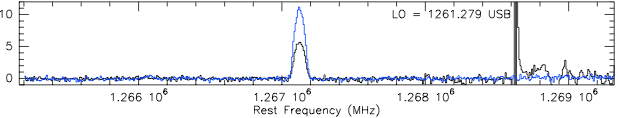 10
LO = 1261.279 USB
5
0
1.266 10⁶ 1.267 10⁶ 1.268 10⁶ 1.269 10⁶
Rest Frequency (MHz)